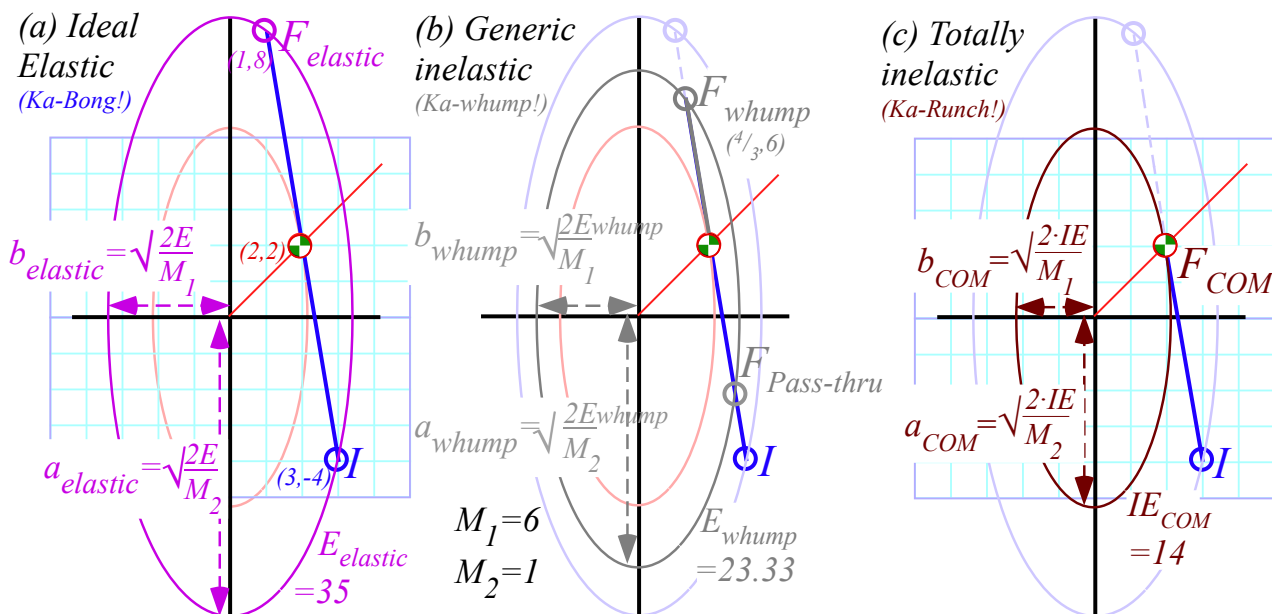 (a) Ideal
Elastic
(Ka-Bong!)
F elastic
(1,8)
b elastic = √2E/M1
(2,2)
a elastic = √2E/M2
(3,-4)
I
E elastic
=35
(b) Generic
inelastic
(Ka-whump!)
F whump
(4/3,6)
b whump = √2E whump/M1
F Pass-thru
a whump = √2E whump/M2
I
M1=6
M2=1
E whump
=23.33
(c) Totally
inelastic
(Ka-Runch!)
b COM = √2·IE/M1
F COM
a COM = √2·IE/M2
I
IE COM
=14